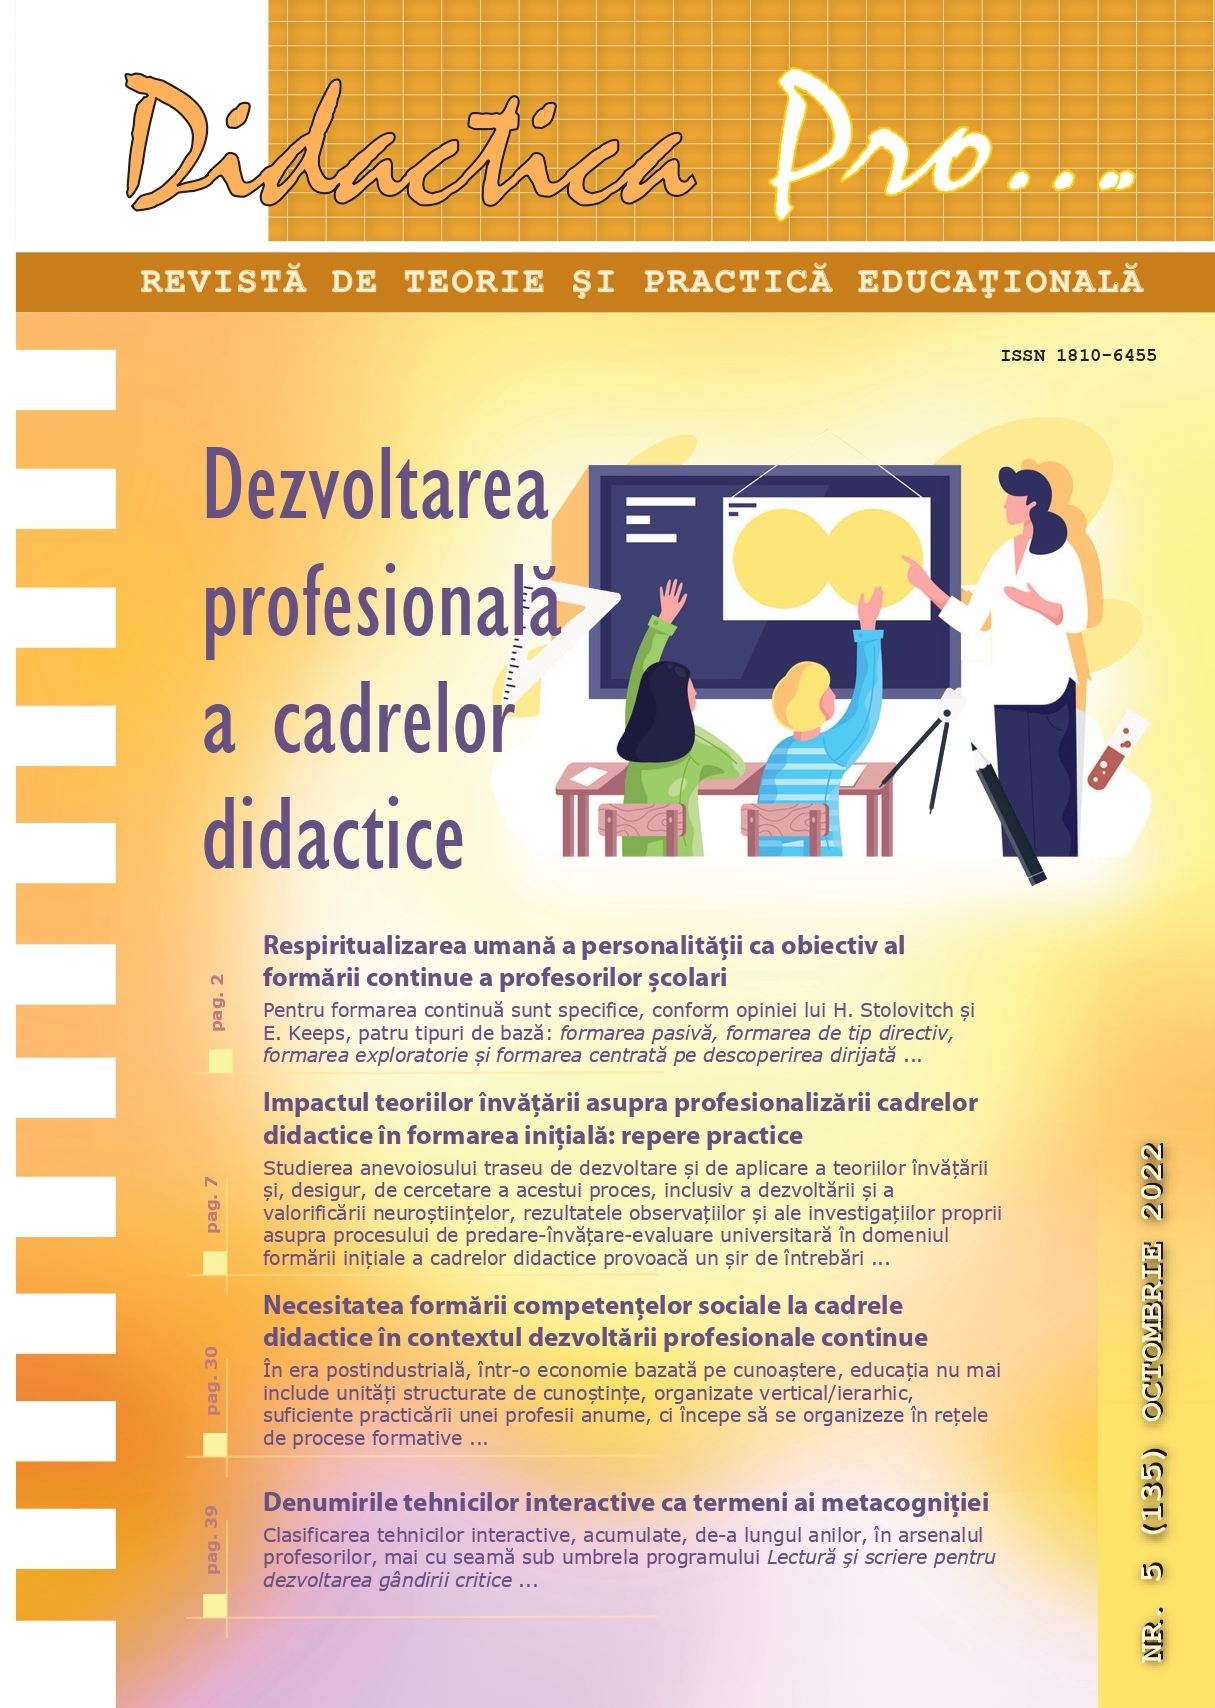 Didactica Pro...,
REVISTĂ DE TEORIE ŞI PRACTICĂ EDUCAŢIONALĂ
ISSN 1810-6455
Dezvoltarea
profesională
a cadrelor
didactice
pag. 2
Respiritualizarea umană a personalității ca obiectiv al
formării continue a profesorilor școlari
Pentru formarea continuă sunt specifice, conform opiniei lui H. Stolovitch și
E. Keeps, patru tipuri de bază: formarea pasivă, formarea de tip directiv,
formarea exploratorie și formarea centrată pe descoperirea dirijată ...
pag. 7
Impactul teoriilor învățării asupra profesionalizării cadrelor
didactice în formarea inițială: repere practice
Studierea anevoiosului traseu de dezvoltare și de aplicare a teoriilor învățării
și, desigur, de cercetare a acestui proces, inclusiv a dezvoltării și a
valorificării neuroștiințelor, rezultatele observațiilor și ale investigațiilor proprii
asupra procesului de predare-învățare-evaluare universitară în domeniul
formării inițiale a cadrelor didactice provoacă un șir de întrebări ...
pag. 30
Necesitatea formării competențelor sociale la cadrele
didactice în contextul dezvoltării profesionale continue
În era postindustrială, într-o economie bazată pe cunoaștere, educația nu mai
include unități structurate de cunoștințe, organizate vertical/ierarhic,
suficiente practicării unei profesii anume, ci începe să se organizeze în rețele
de procese formative ...
pag. 39
Denumirile tehnicilor interactive ca termeni ai metacogniției
Clasificarea tehnicilor interactive, acumulate, de-a lungul anilor, în arsenalul
profesorilor, mai cu seamă sub umbrela programului Lectură şi scriere pentru
dezvoltarea gândirii critice ...
NR. 5 (135) OCTOMBRIE 2022